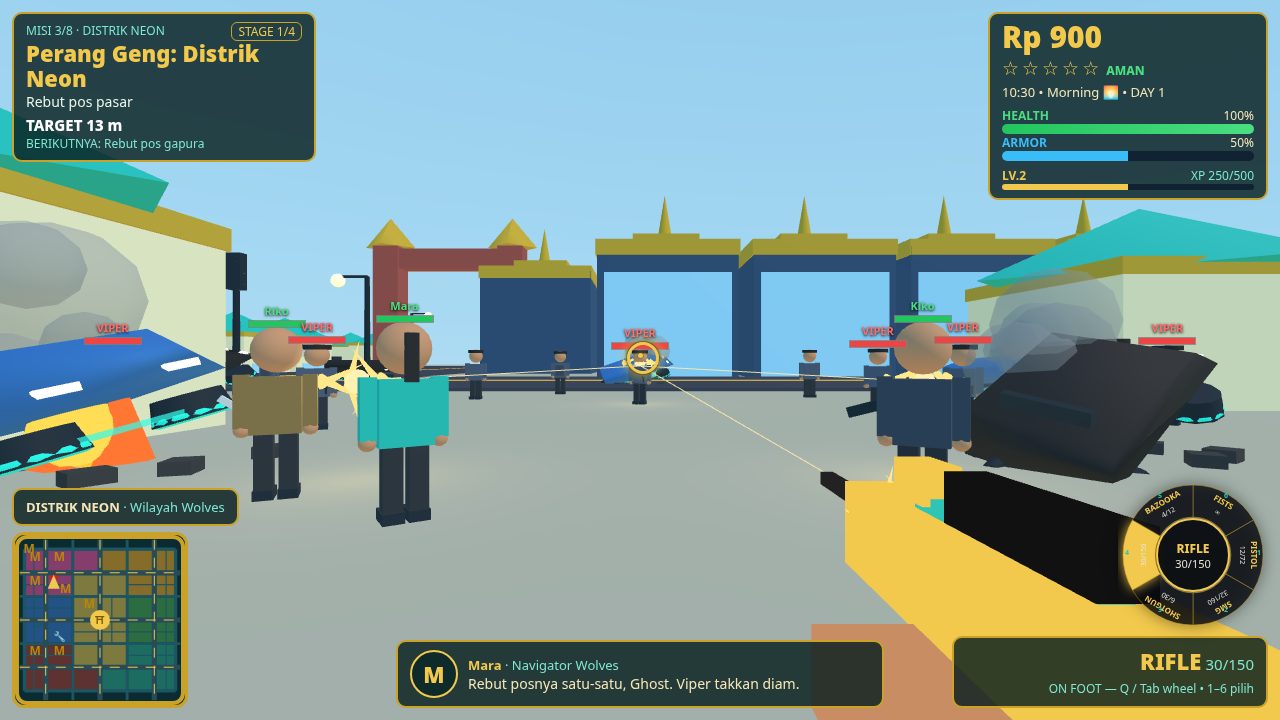 MISI 3/8 · DISTRIK NEON
STAGE 1/4
Perang Geng: Distrik
Neon
Rebut pos pasar
TARGET 13 m
BERIKUTNYA: Rebut pos gapura
Rp 900
☆☆☆☆☆ AMAN
10:30 • Morning 🌅 • DAY 1
HEALTH 100%
ARMOR 50%
LV.2 XP 250/500
Riko
VIPER
Mara
VIPER
VIPER
VIPER
Kiko
VIPER
VIPER
DISTRIK NEON · Wilayah Wolves
M
M
M
M
M
M
M
M
BAZOOKA
4/12
FISTS
∞
PISTOL
12/72
SMG
32/160
SHOTGUN
6/30
30/150
RIFLE
30/150
M
Mara · Navigator Wolves
Rebut posnya satu-satu, Ghost. Viper takkan diam.
RIFLE 30/150
ON FOOT — Q / Tab wheel • 1–6 pilih